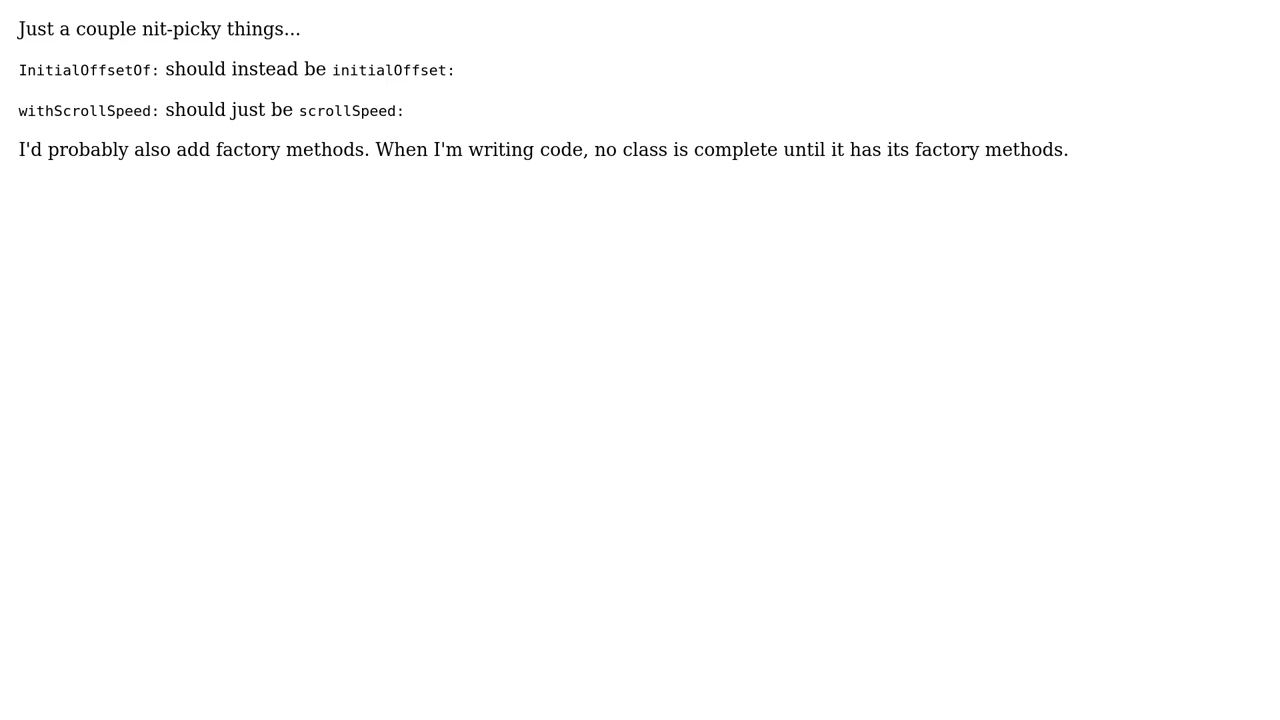 Just a couple nit-picky things...
InitialOffsetOf: should instead be initialOffset:
withScrollSpeed: should just be scrollSpeed:
I'd probably also add factory methods. When I'm writing code, no class is complete until it has its factory methods.